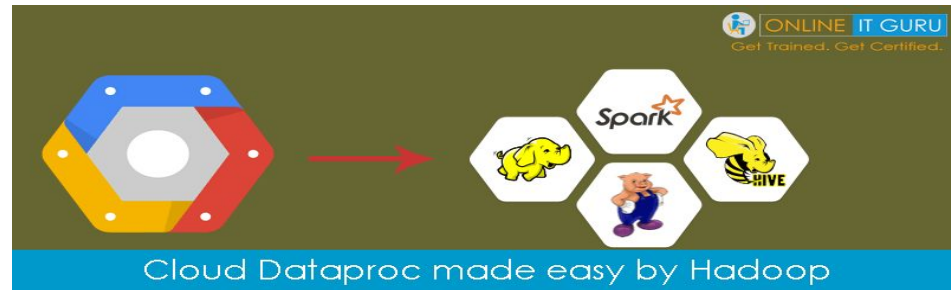 ONLINE IT GURU
Get Trained. Get Certified.
Spark
HIVE
Cloud Dataproc made easy by Hadoop